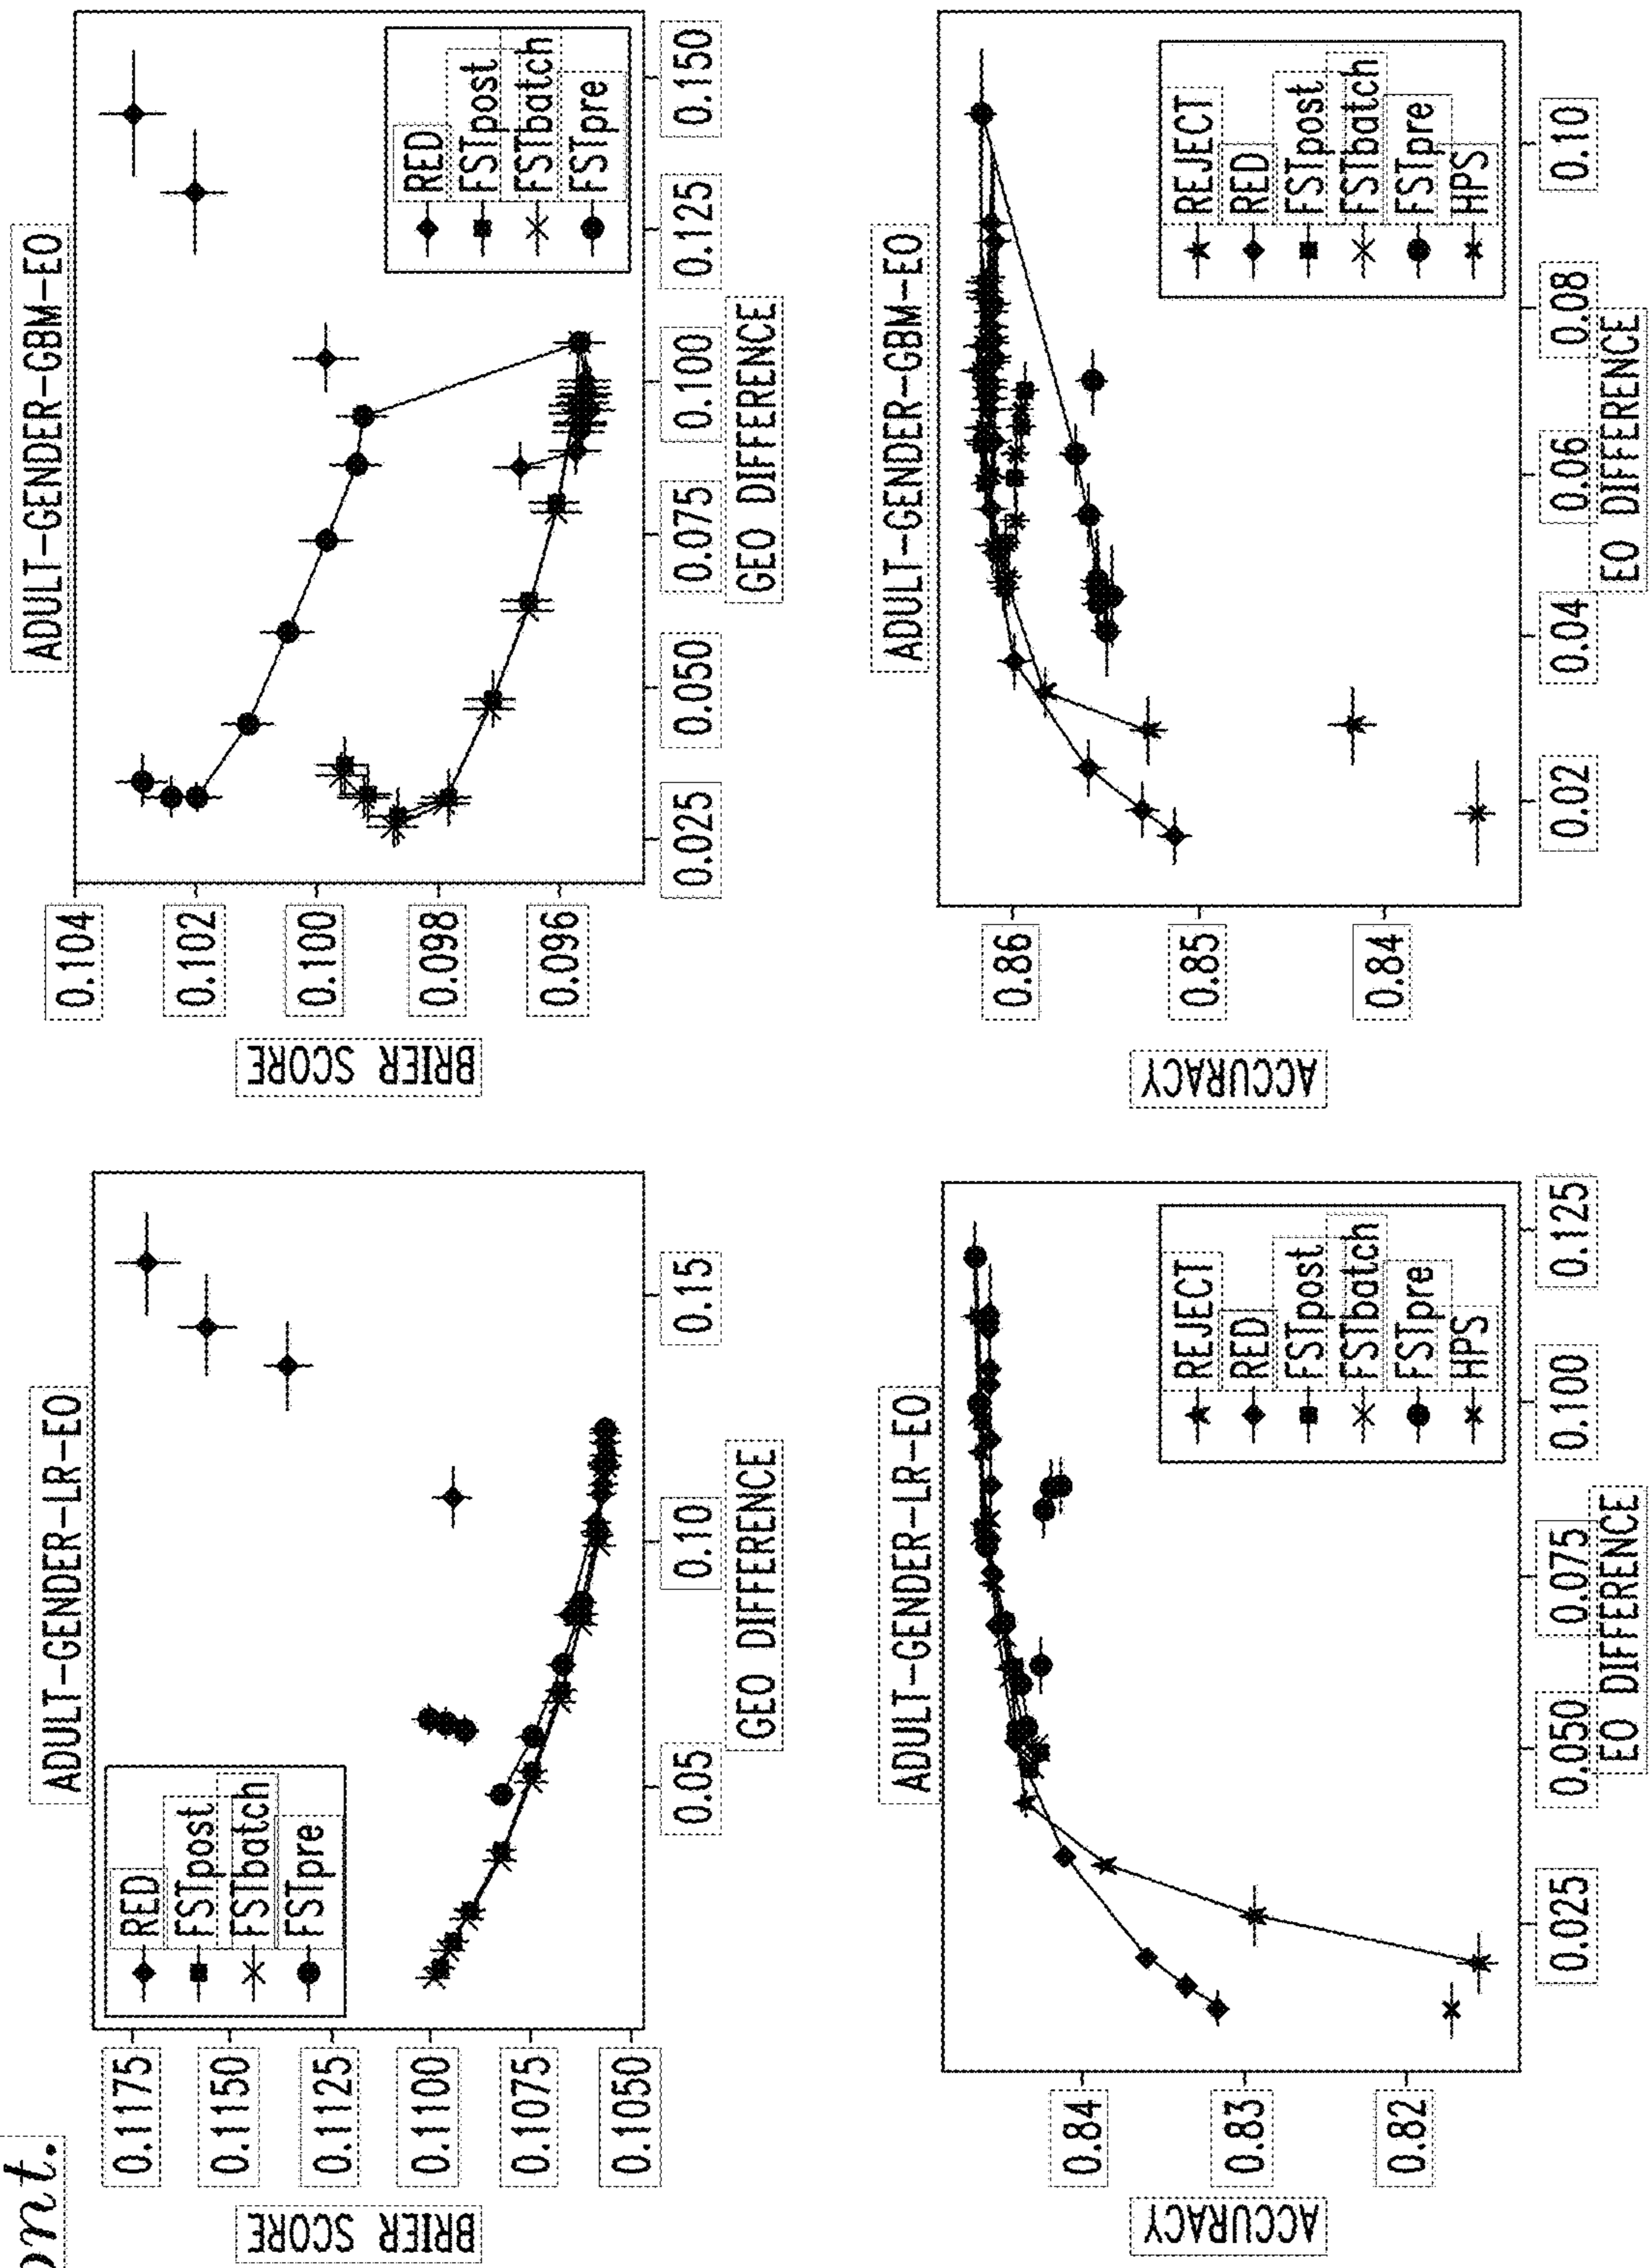 ont.
ADULT-GENDER-LR-EO
BRIER SCORE
0.1175
0.1150
0.1125
0.1100
0.1075
0.1050
0.05
0.10
0.15
GEO DIFFERENCE
RED
FSTpost
FSTbatch
FSTpre
ADULT-GENDER-GBM-EO
BRIER SCORE
0.104
0.102
0.100
0.098
0.096
0.025
0.050
0.075
0.100
0.125
0.150
GEO DIFFERENCE
RED
FSTpost
FSTbatch
FSTpre
ADULT-GENDER-LR-EO
ACCURACY
0.84
0.83
0.82
0.025
0.050
0.075
0.100
0.125
EO DIFFERENCE
REJECT
RED
FSTpost
FSTbatch
FSTpre
HPS
ADULT-GENDER-GBM-EO
ACCURACY
0.86
0.85
0.84
0.02
0.04
0.06
0.08
0.10
EO DIFFERENCE
REJECT
RED
FSTpost
FSTbatch
FSTpre
HPS